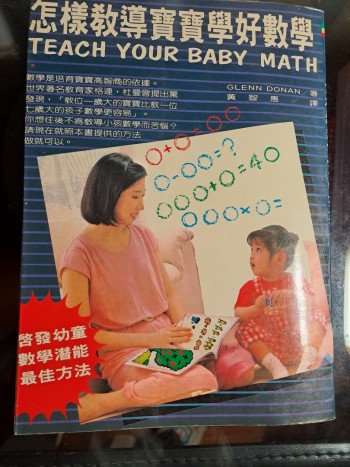 怎樣教導寶寶學好數學
TEACH YOUR BABY MATH
數學是培育寶寶高智商的依據。
世界著名教育家格連．杜曼曾提出驚
發現，「教位一歲大的寶寶比教一位
七歲大的孩子數學更容易」。
你想往後不為教導小孩數學而苦惱？
請現在就照本書提供的方法
做就可以。
GLENN DONAN 著
黃智惠 譯
O+O=OO
O-OO=?
OOO+O=4O
OOO×O=
啓發幼童
數學潛能
最佳方法